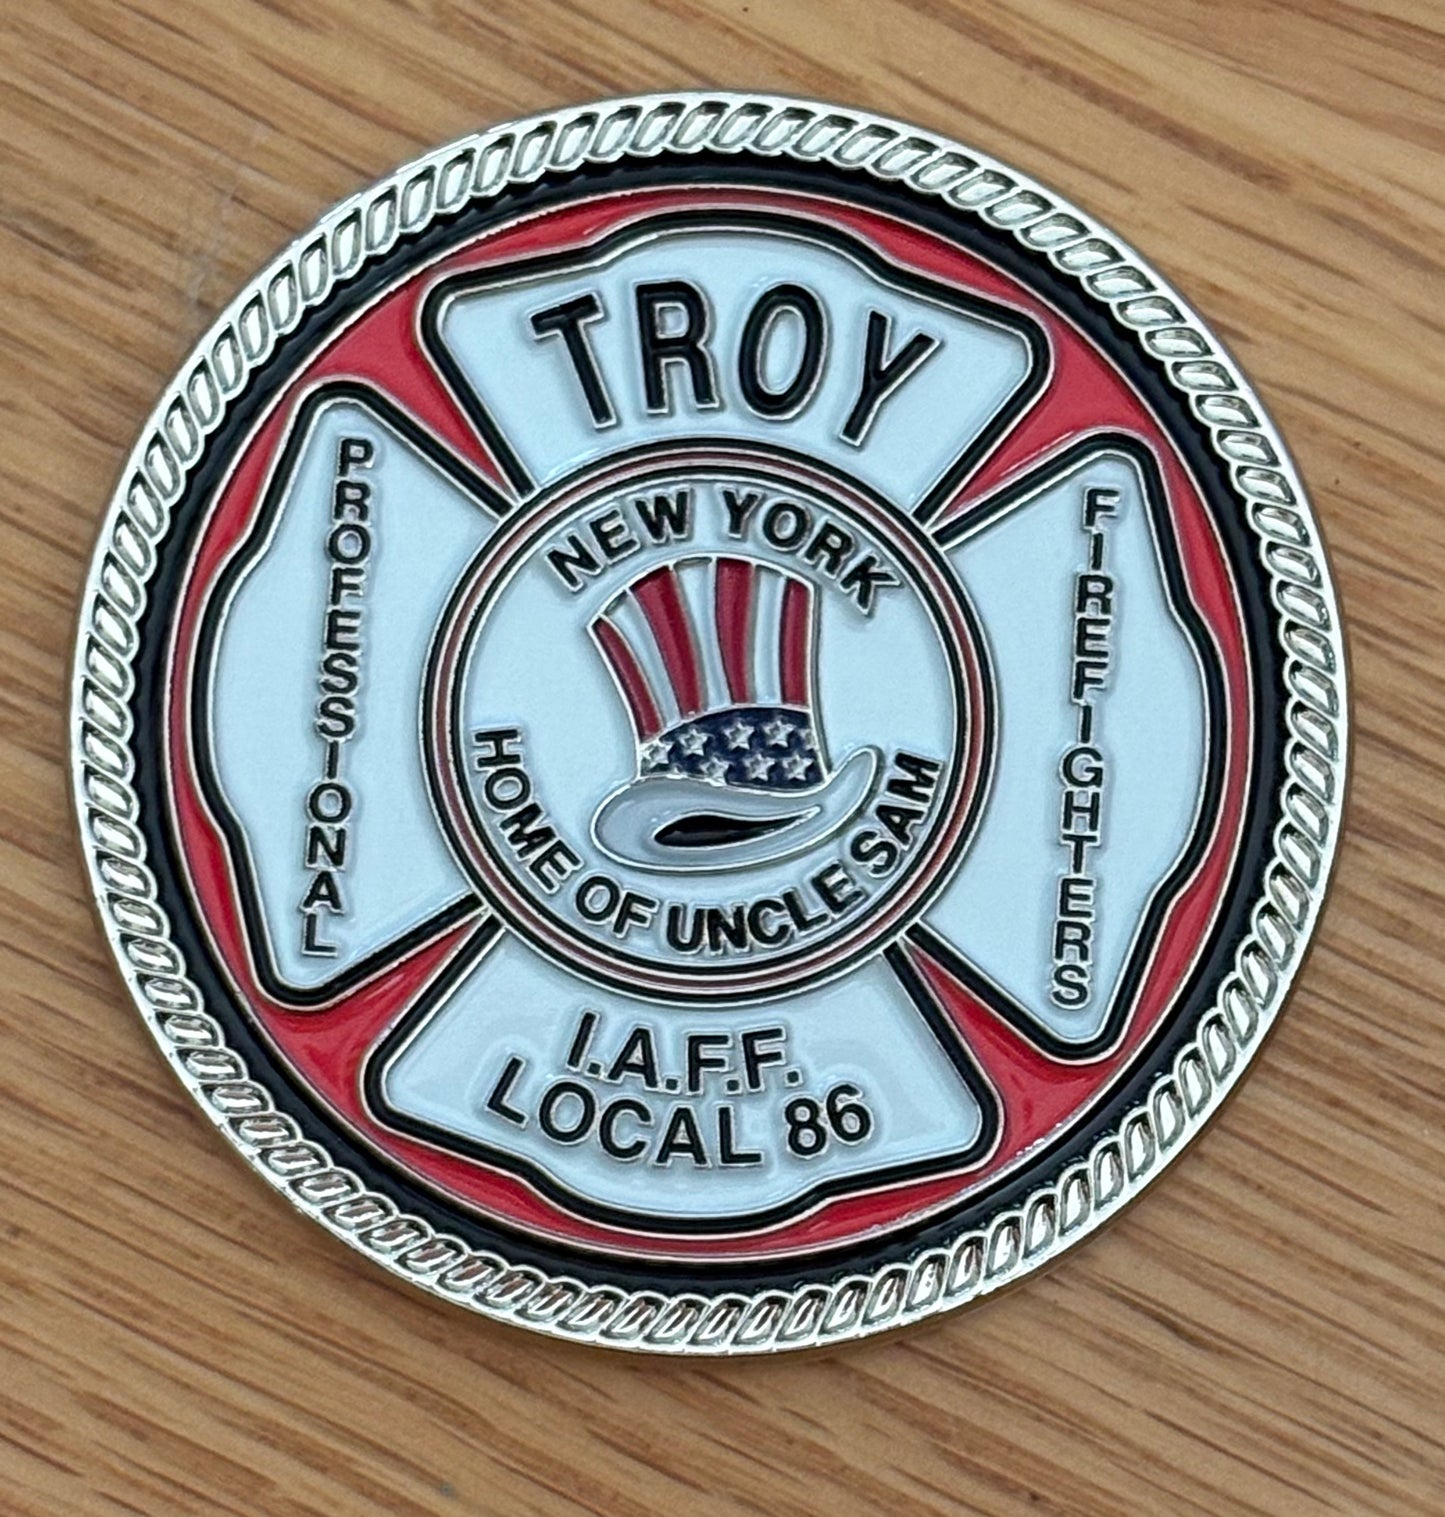 TROY
PROFESSIONAL
FIREFIGHTERS
NEW YORK
HOME OF UNCLE SAM
I.A.F.F.
LOCAL 86